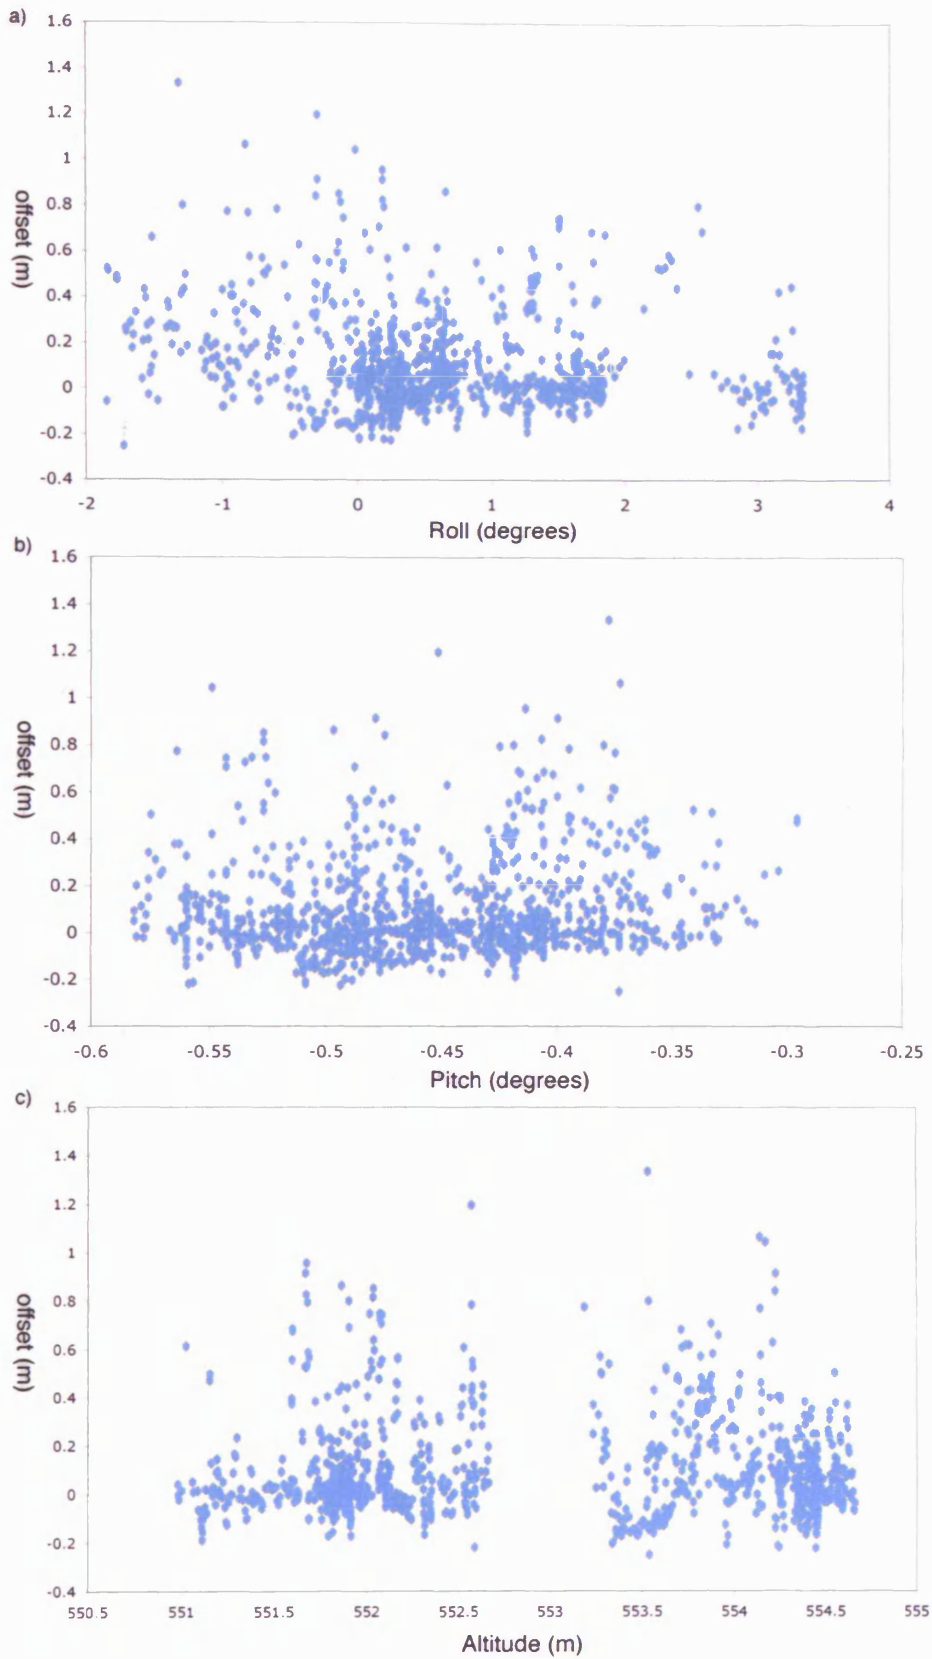 a)
1.6
1.4
1.2
1
0.8
0.6
0.4
0.2
0
-0.2
-0.4
offset (m)
-2 -1 0 1 2 3 4
Roll (degrees)
b)
1.6
1.4
1.2
1
0.8
0.6
0.4
0.2
0
-0.2
-0.4
offset (m)
-0.6 -0.55 -0.5 -0.45 -0.4 -0.35 -0.3 -0.25
Pitch (degrees)
c)
1.6
1.4
1.2
1
0.8
0.6
0.4
0.2
0
-0.2
-0.4
offset (m)
550.5 551 551.5 552 552.5 553 553.5 554 554.5 555
Altitude (m)